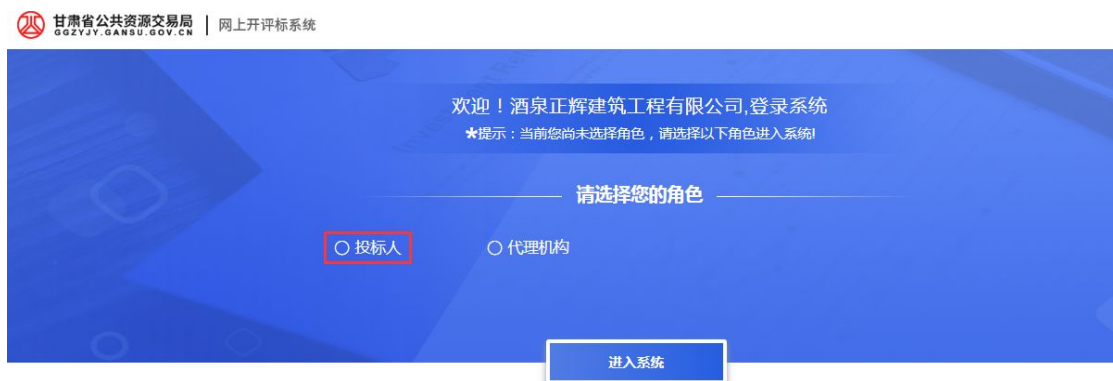 甘肃省公共资源交易局 网上开评标系统
GGZYJY.GANSU.GOV.CN
欢迎！酒泉正辉建筑工程有限公司,登录系统
*提示：当前您尚未选择角色，请选择以下角色进入系统!
请选择您的角色
投标人 代理机构
进入系统